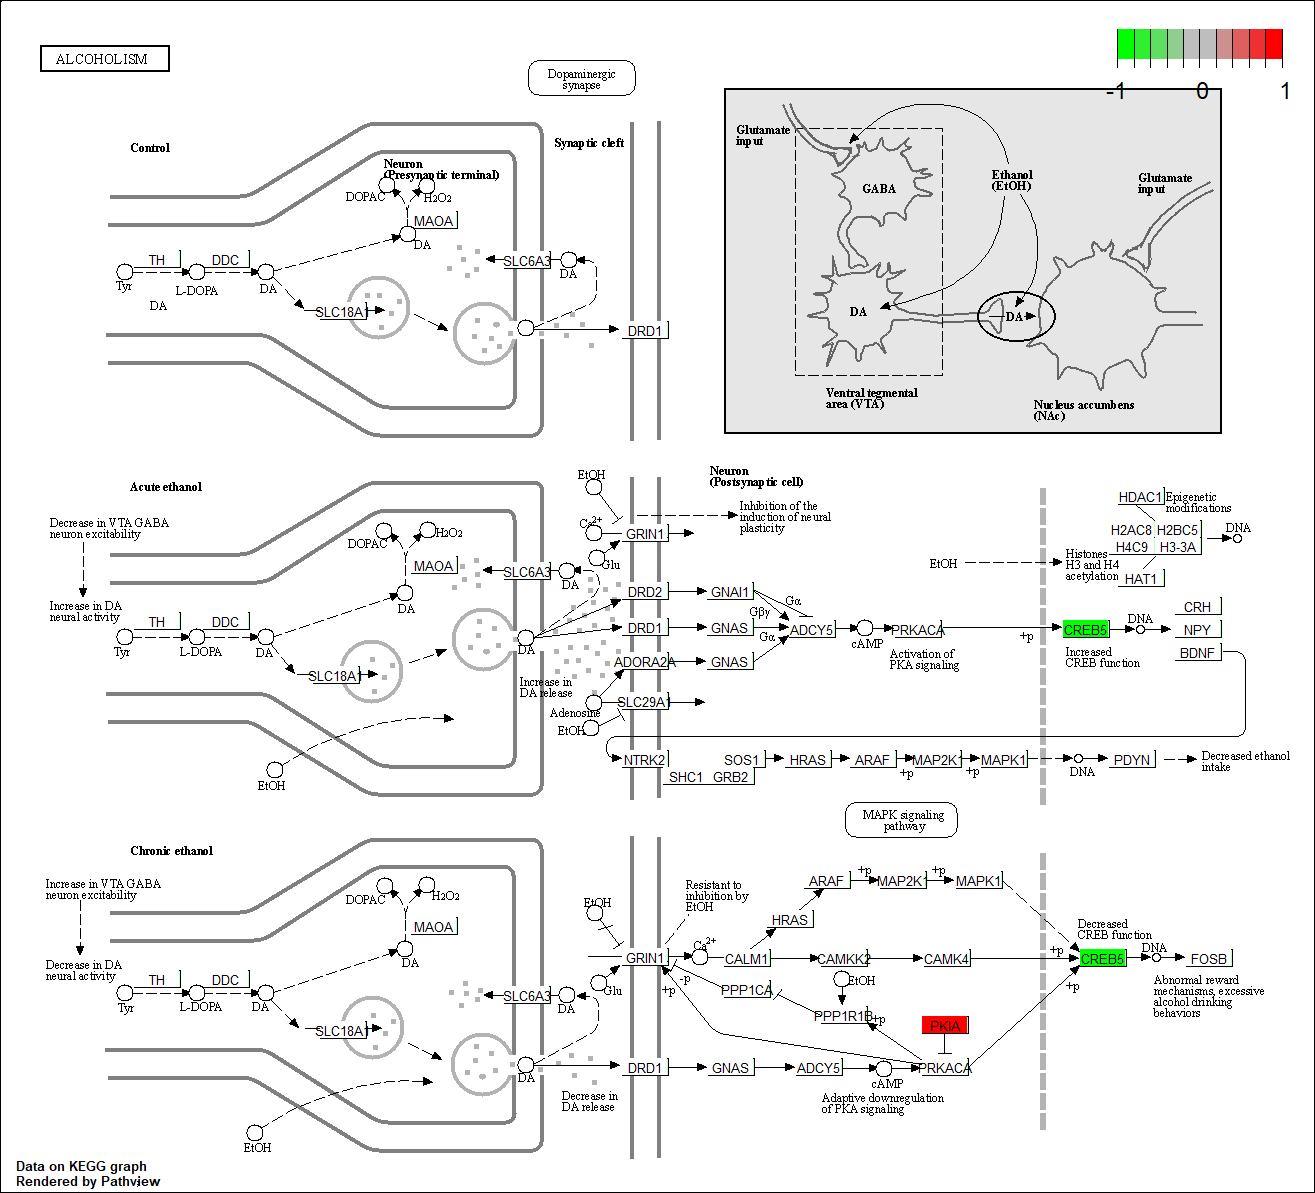 ALCOHOLISM
Dopaminergic
synapse
-1
0
1
Control
Synaptic cleft
Neuron
(Presynaptic terminal)
DOPAC
H2O2
MAOA
DA
TH
DDC
SLC6A3
DA
Tyr
L-DOPA
DA
DA
SLC18A1
DRD1
Glutamate
input
GABA
Ethanol
(EtOH)
Glutamate
input
DA
DA
Ventral tegmental
area (VTA)
Nucleus accumbens
(NAc)
Acute ethanol
EtOH
Neuron
(Postsynaptic cell)
Decrease in VTA GABA
neuron excitability
DOPAC
H2O2
Ca2+
GRIN1
Inhibition of the
induction of neural
plasticity
HDAC1
Epigenetic
modifications
H2AC8
H2BC5
DNA
H4C9
H3-3A
MAOA
SLC6A3
DA
Glu
EtOH
Histones
H3 and H4
acetylation
HAT1
Increase in DA
neural activity
DA
DRD2
GNAI1
Gα
Gβγ
TH
DDC
DRD1
GNAS
Gα
ADCY5
cAMP
PRKACA
+p
CREB5
DNA
CRH
NPY
BDNF
Tyr
L-DOPA
DA
SLC18A1
DA
ADORA2A
GNAS
Activation of
PKA signaling
Increased
CREB function
Increase in
DA release
SLC29A1
Adenosine
EtOH
EtOH
NTRK2
SOS1
SHC1
GRB2
HRAS
ARAF
+p
MAP2K1
+p
MAPK1
DNA
PDYN
Decreased ethanol
intake
MAPK signaling
pathway
Chronic ethanol
Increase in VTA GABA
neuron excitability
DOPAC
H2O2
MAOA
EtOH
Resistant to
inhibition by
EtOH
ARAF
+p
MAP2K1
+p
MAPK1
HRAS
Decreased
CREB function
Decrease in DA
neural activity
DA
GRIN1
Ca2+
CALM1
CAMKK2
CAMK4
+p
CREB5
DNA
FOSB
TH
DDC
SLC6A3
DA
Glu
+p
-p
PPP1CA
EtOH
+p
Abnormal reward
mechanisms, excessive
alcohol drinking
behaviors
Tyr
L-DOPA
DA
SLC18A1
PPP1R1B
+p
PKIA
DA
DRD1
GNAS
ADCY5
cAMP
PRKACA
Decrease in
DA release
Adaptive downregulation
of PKA signaling
EtOH
Data on KEGG graph
Rendered by Pathview